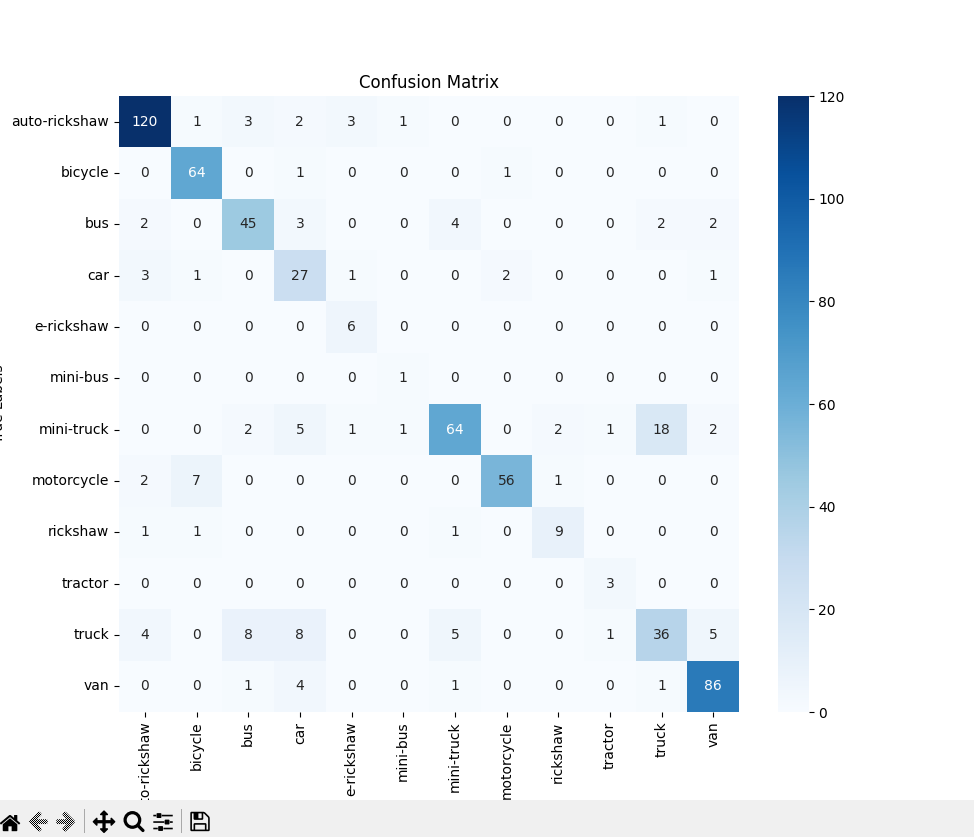 Confusion Matrix
auto-rickshaw 120 1 3 2 3 1 0 0 0 0 1 0
bicycle 0 64 0 1 0 0 0 1 0 0 0 0
bus 2 0 45 3 0 0 4 0 0 0 2 2
car 3 1 0 27 1 0 0 2 0 0 0 1
e-rickshaw 0 0 0 0 6 0 0 0 0 0 0 0
mini-bus 0 0 0 0 0 1 0 0 0 0 0 0
mini-truck 0 0 2 5 1 1 64 0 2 1 18 2
motorcycle 2 7 0 0 0 0 0 56 1 0 0 0
rickshaw 1 1 0 0 0 0 1 0 9 0 0 0
tractor 0 0 0 0 0 0 0 0 0 3 0 0
truck 4 0 8 8 0 0 5 0 0 1 36 5
van 0 0 1 4 0 0 1 0 0 0 1 86
to-rickshaw
bicycle
bus
car
e-rickshaw
mini-bus
mini-truck
motorcycle
rickshaw
tractor
truck
van
120
100
80
60
40
20
0